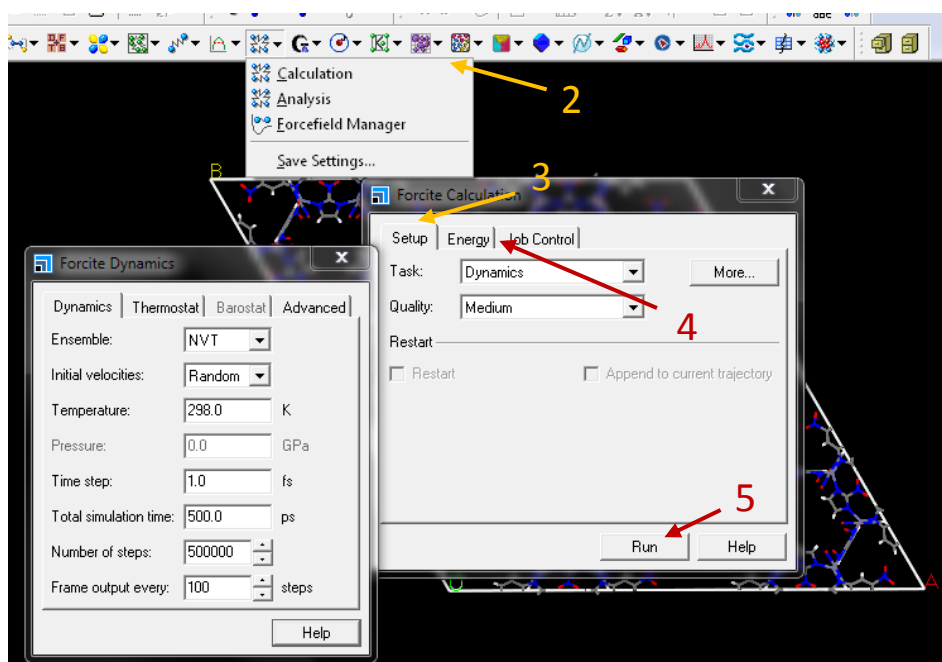 abc
2
Calculation
Analysis
Forcefield Manager
Save Settings...
B
3
Forcite Calculation
x
Setup Energy Job Control
Task: Dynamics More...
Quality: Medium
4
Restart
Restart Append to current trajectory
5
Run Help
Forcite Dynamics
x
Dynamics Thermostat Barostat Advanced
Ensemble: NVT
Initial velocities: Random
Temperature: 298.0 K
Pressure: 0.0 GPa
Time step: 1.0 fs
Total simulation time: 500.0 ps
Number of steps: 500000
Frame output every: 100 steps
Help
A